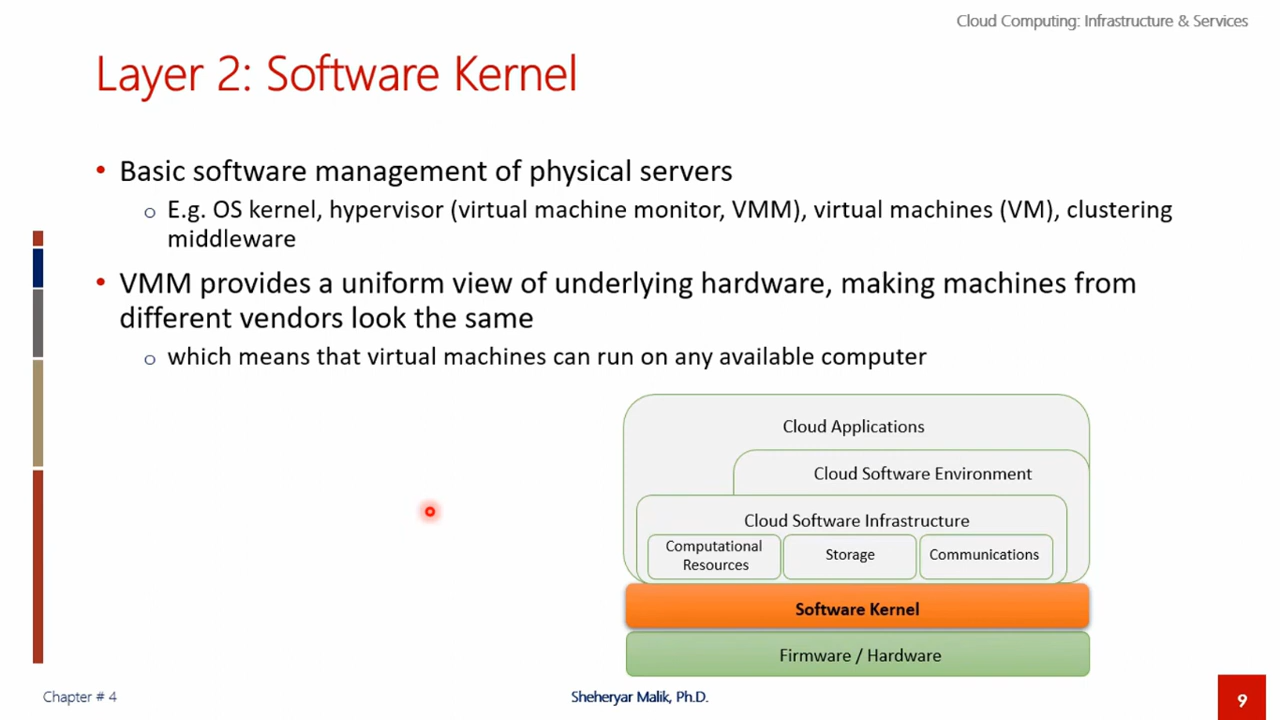 Cloud Computing: Infrastructure & Services
Layer 2: Software Kernel
• Basic software management of physical servers
o E.g. OS kernel, hypervisor (virtual machine monitor, VMM), virtual machines (VM), clustering
middleware
• VMM provides a uniform view of underlying hardware, making machines from
different vendors look the same
o which means that virtual machines can run on any available computer
Cloud Applications
Cloud Software Environment
Cloud Software Infrastructure
Computational
Resources
Storage
Communications
Software Kernel
Firmware / Hardware
Chapter # 4
Sheheryar Malik, Ph.D.
9